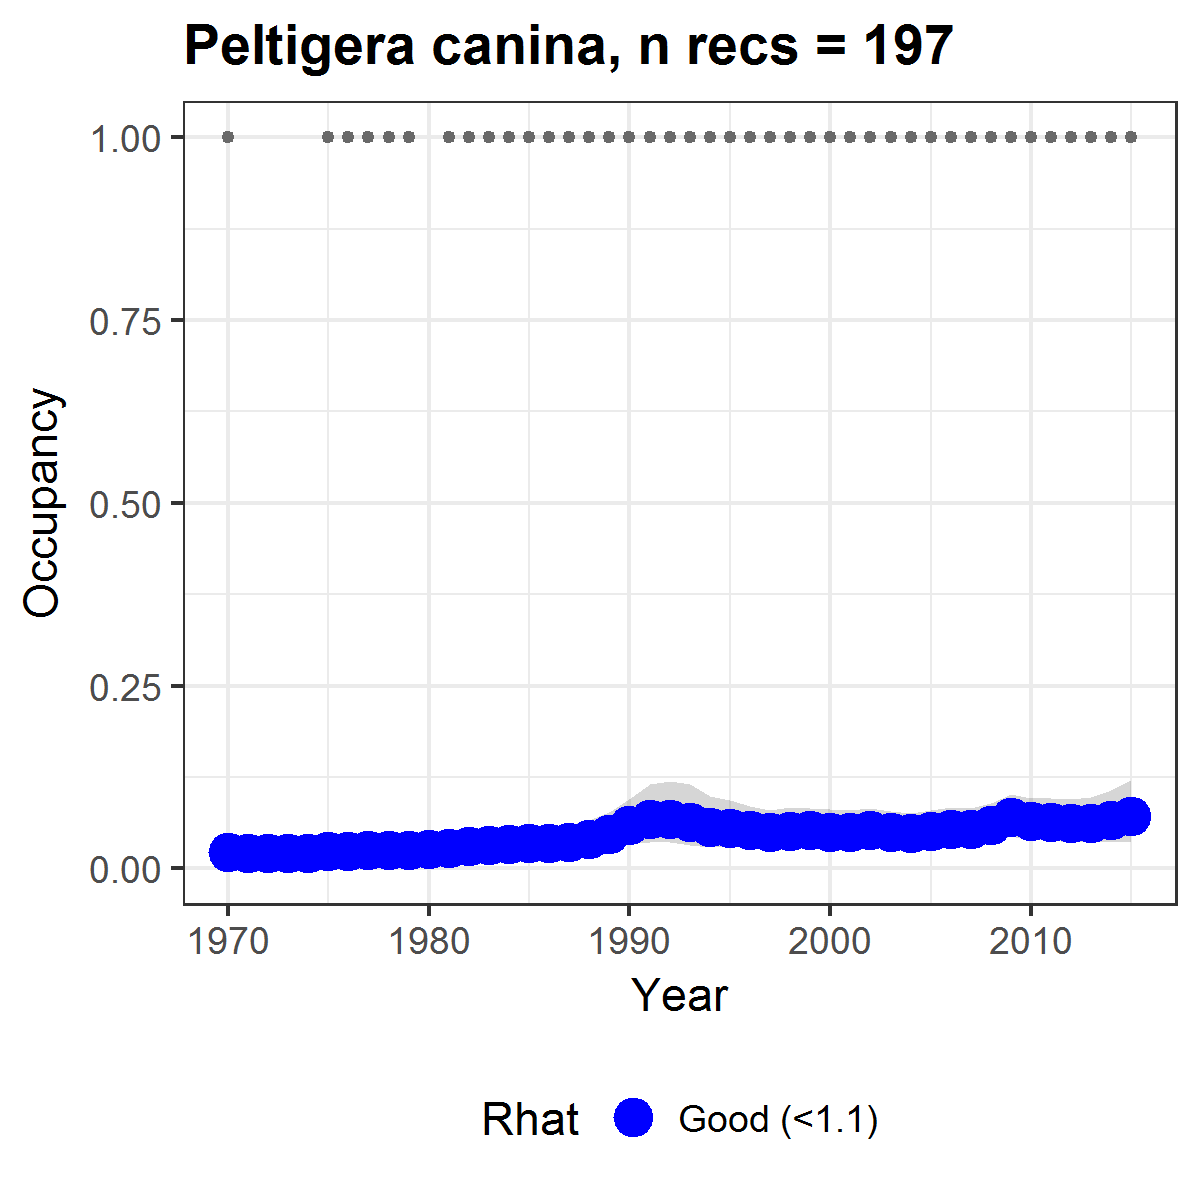 Peltigera canina, n recs = 197
Occupancy
1.00
0.75
0.50
0.25
0.00
1970 1980 1990 2000 2010
Year
Rhat Good (<1.1)